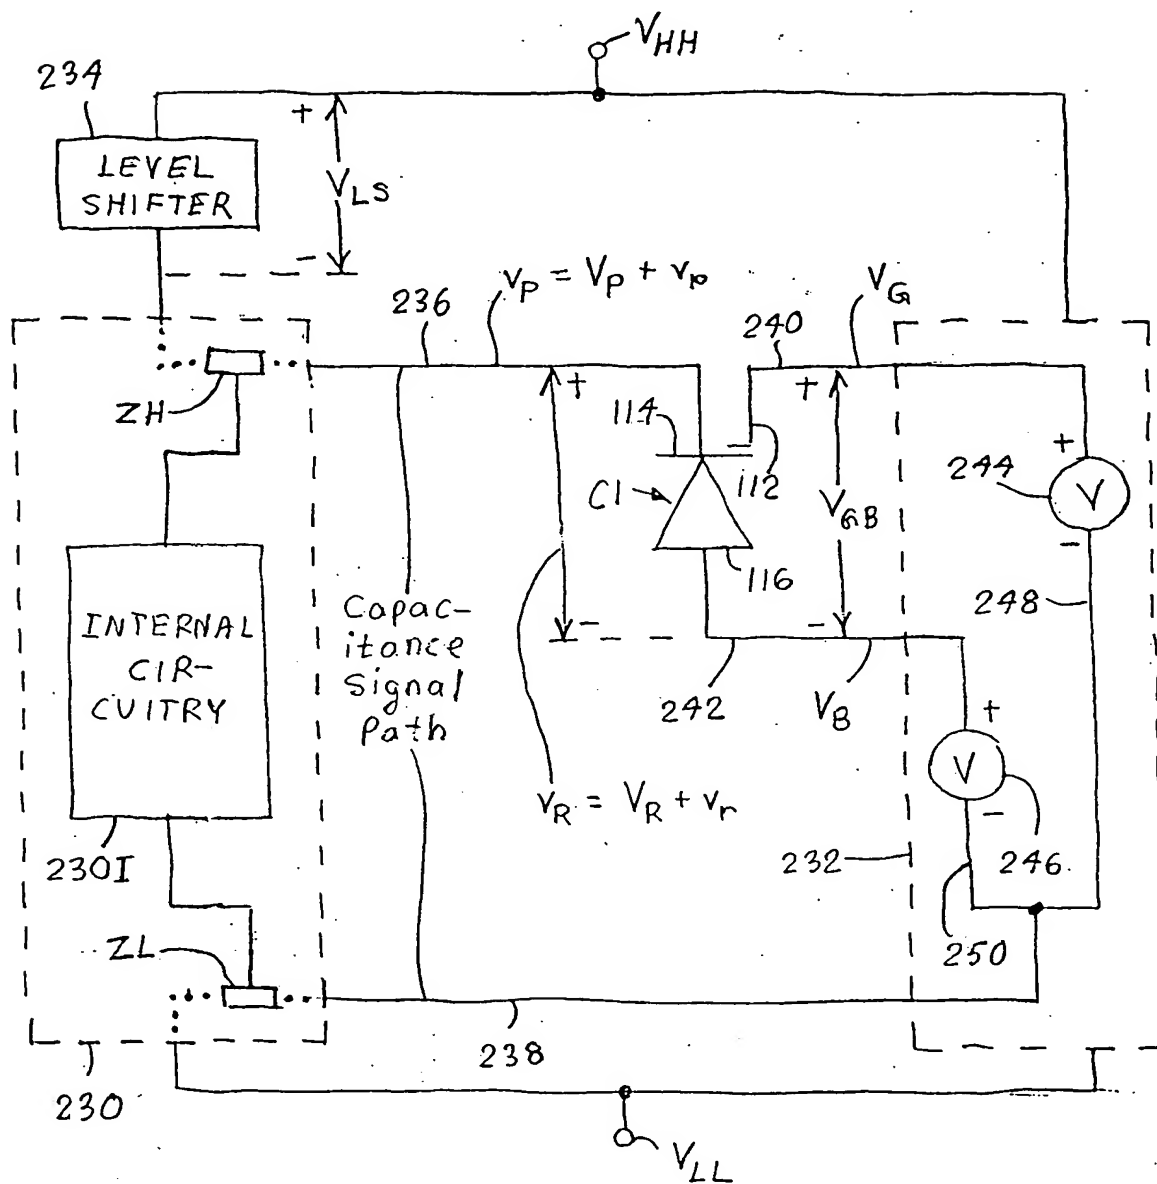 V_HH
234
LEVEL
SHIFTER
+
V_LS
-
v_P = V_P + v_p
V_G
236
240
ZH
+
+
114
112
C1
V_GB
+
244
V
-
116
248
INTERNAL
CIR-
CUITRY
Capac-
itance
Signal
Path
-
-
242
V_B
+
V
-
v_R = V_R + v_r
230I
232
246
ZL
250
238
230
V_LL